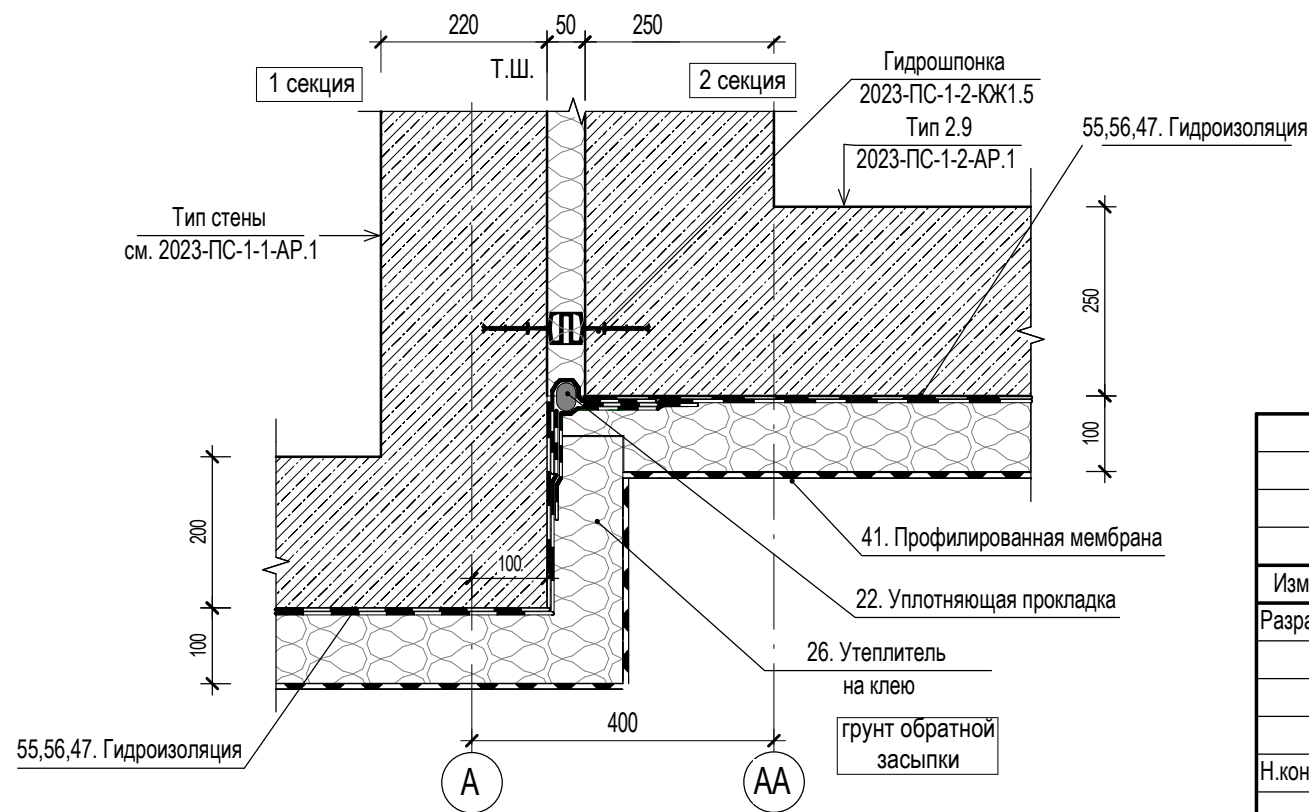 220
50
250
1 секция
Т.Ш.
2 секция
Гидрошпонка
2023-ПС-1-2-КЖ1.5
Тип 2.9
2023-ПС-1-2-АР.1
55,56,47. Гидроизоляция
Тип стены
см. 2023-ПС-1-1-АР.1
250
100
200
100
100
41. Профилированная мембрана
22. Уплотняющая прокладка
26. Утеплитель
на клею
400
грунт обратной
засыпки
55,56,47. Гидроизоляция
А
АА
Изм
Разра
Н.кон